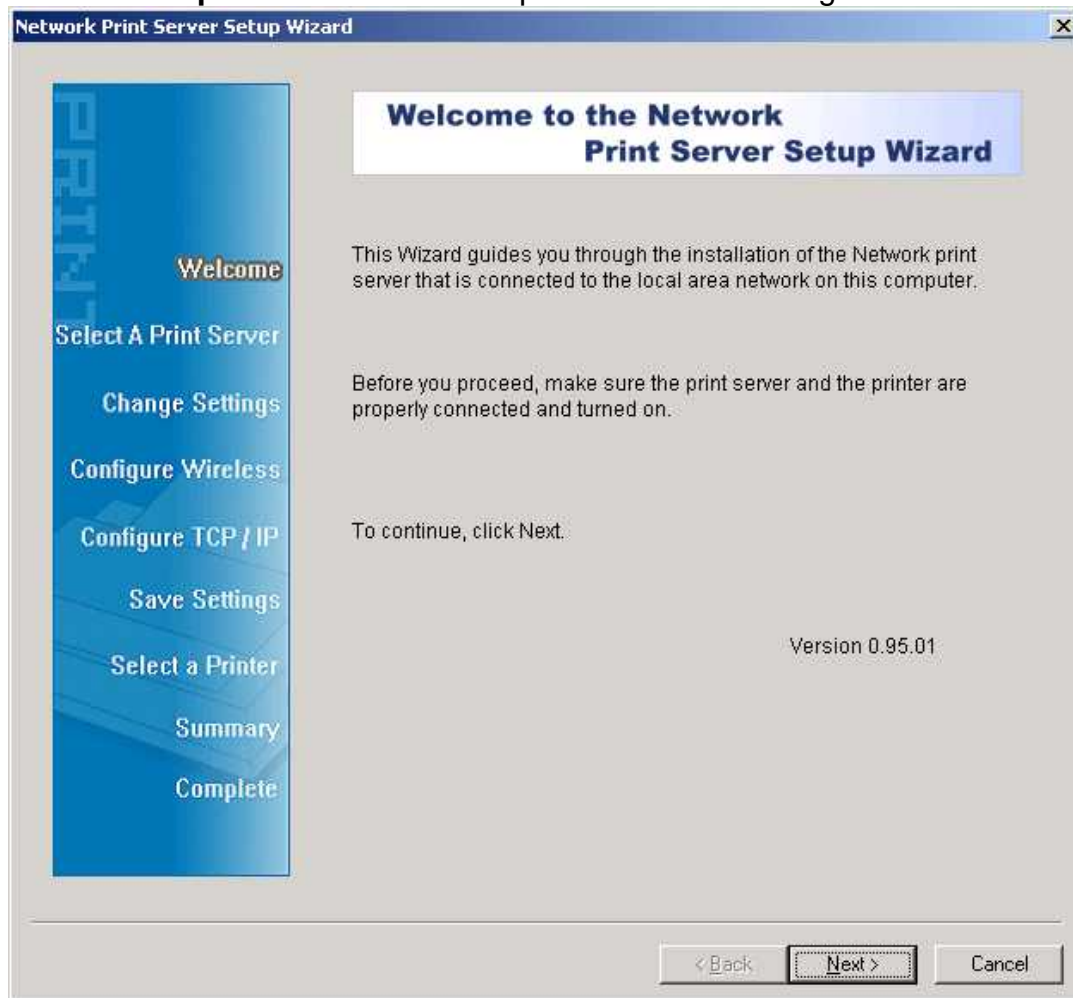 Network Print Server Setup Wizard
PRINT
Welcome to the Network
Print Server Setup Wizard
Welcome
Select A Print Server
Change Settings
Configure Wireless
Configure TCP / IP
Save Settings
Select a Printer
Summary
Complete
This Wizard guides you through the installation of the Network print
server that is connected to the local area network on this computer.
Before you proceed, make sure the print server and the printer are
properly connected and turned on.
To continue, click Next.
Version 0.95.01
< Back
Next >
Cancel